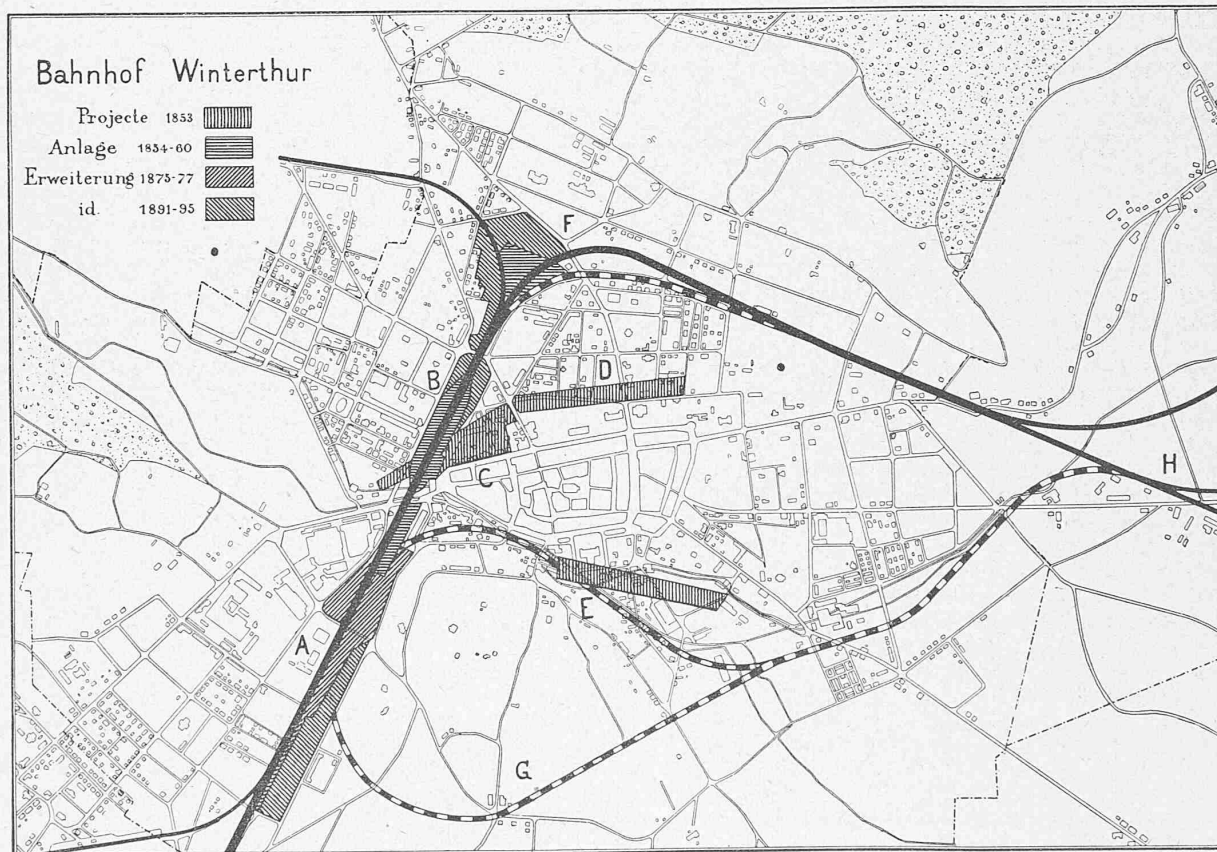 Bahnhof Winterthur
Projecte 1853
Anlage 1854-60
Erweiterung 1875-77
id. 1891-95
F
D
B
C
H
E
A
G